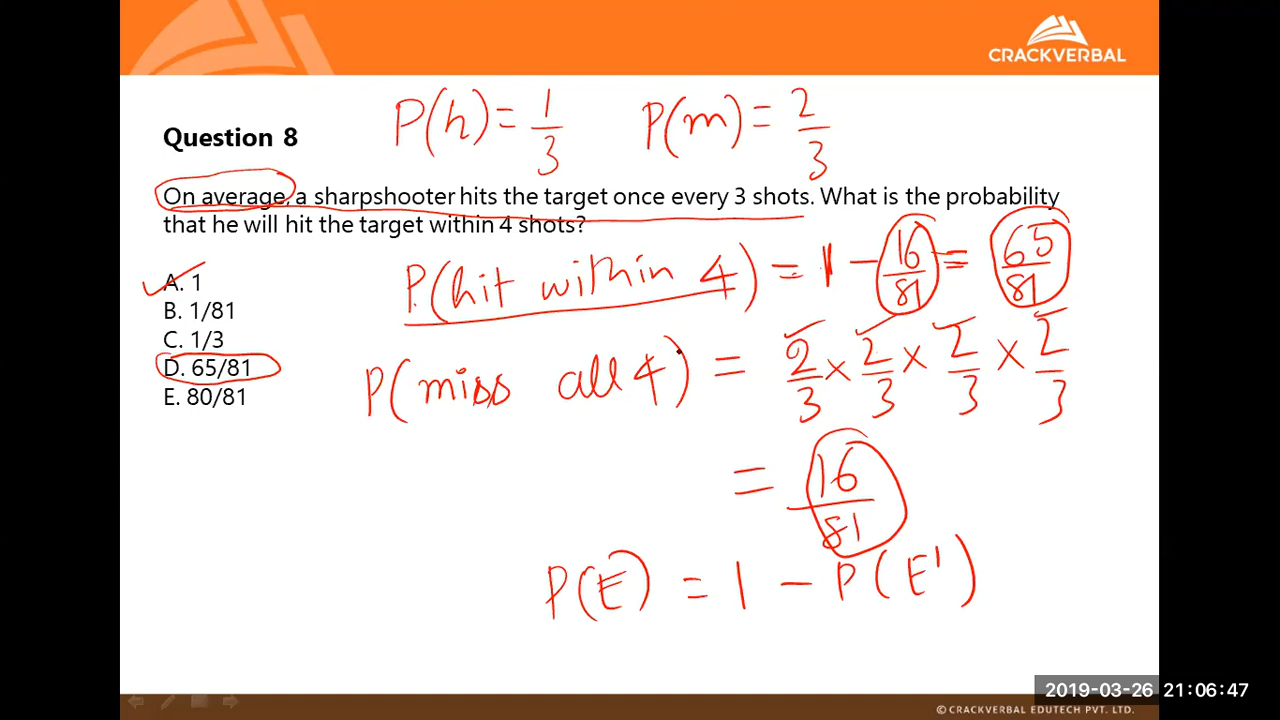 CRACKVERBAL
P(h) = 1/3 P(m) = 2/3
Question 8
On average, a sharpshooter hits the target once every 3 shots. What is the probability
that he will hit the target within 4 shots?
A. 1
B. 1/81
C. 1/3
D. 65/81
E. 80/81
P(hit within 4) = 1 - 16/81 = 65/81
P(miss all 4) = 2/3 x 2/3 x 2/3 x 2/3
= 16/81
P(E) = 1 - P(E')
2019-03-26 21:06:47
© CRACKVERBAL EDUTECH PVT. LTD.